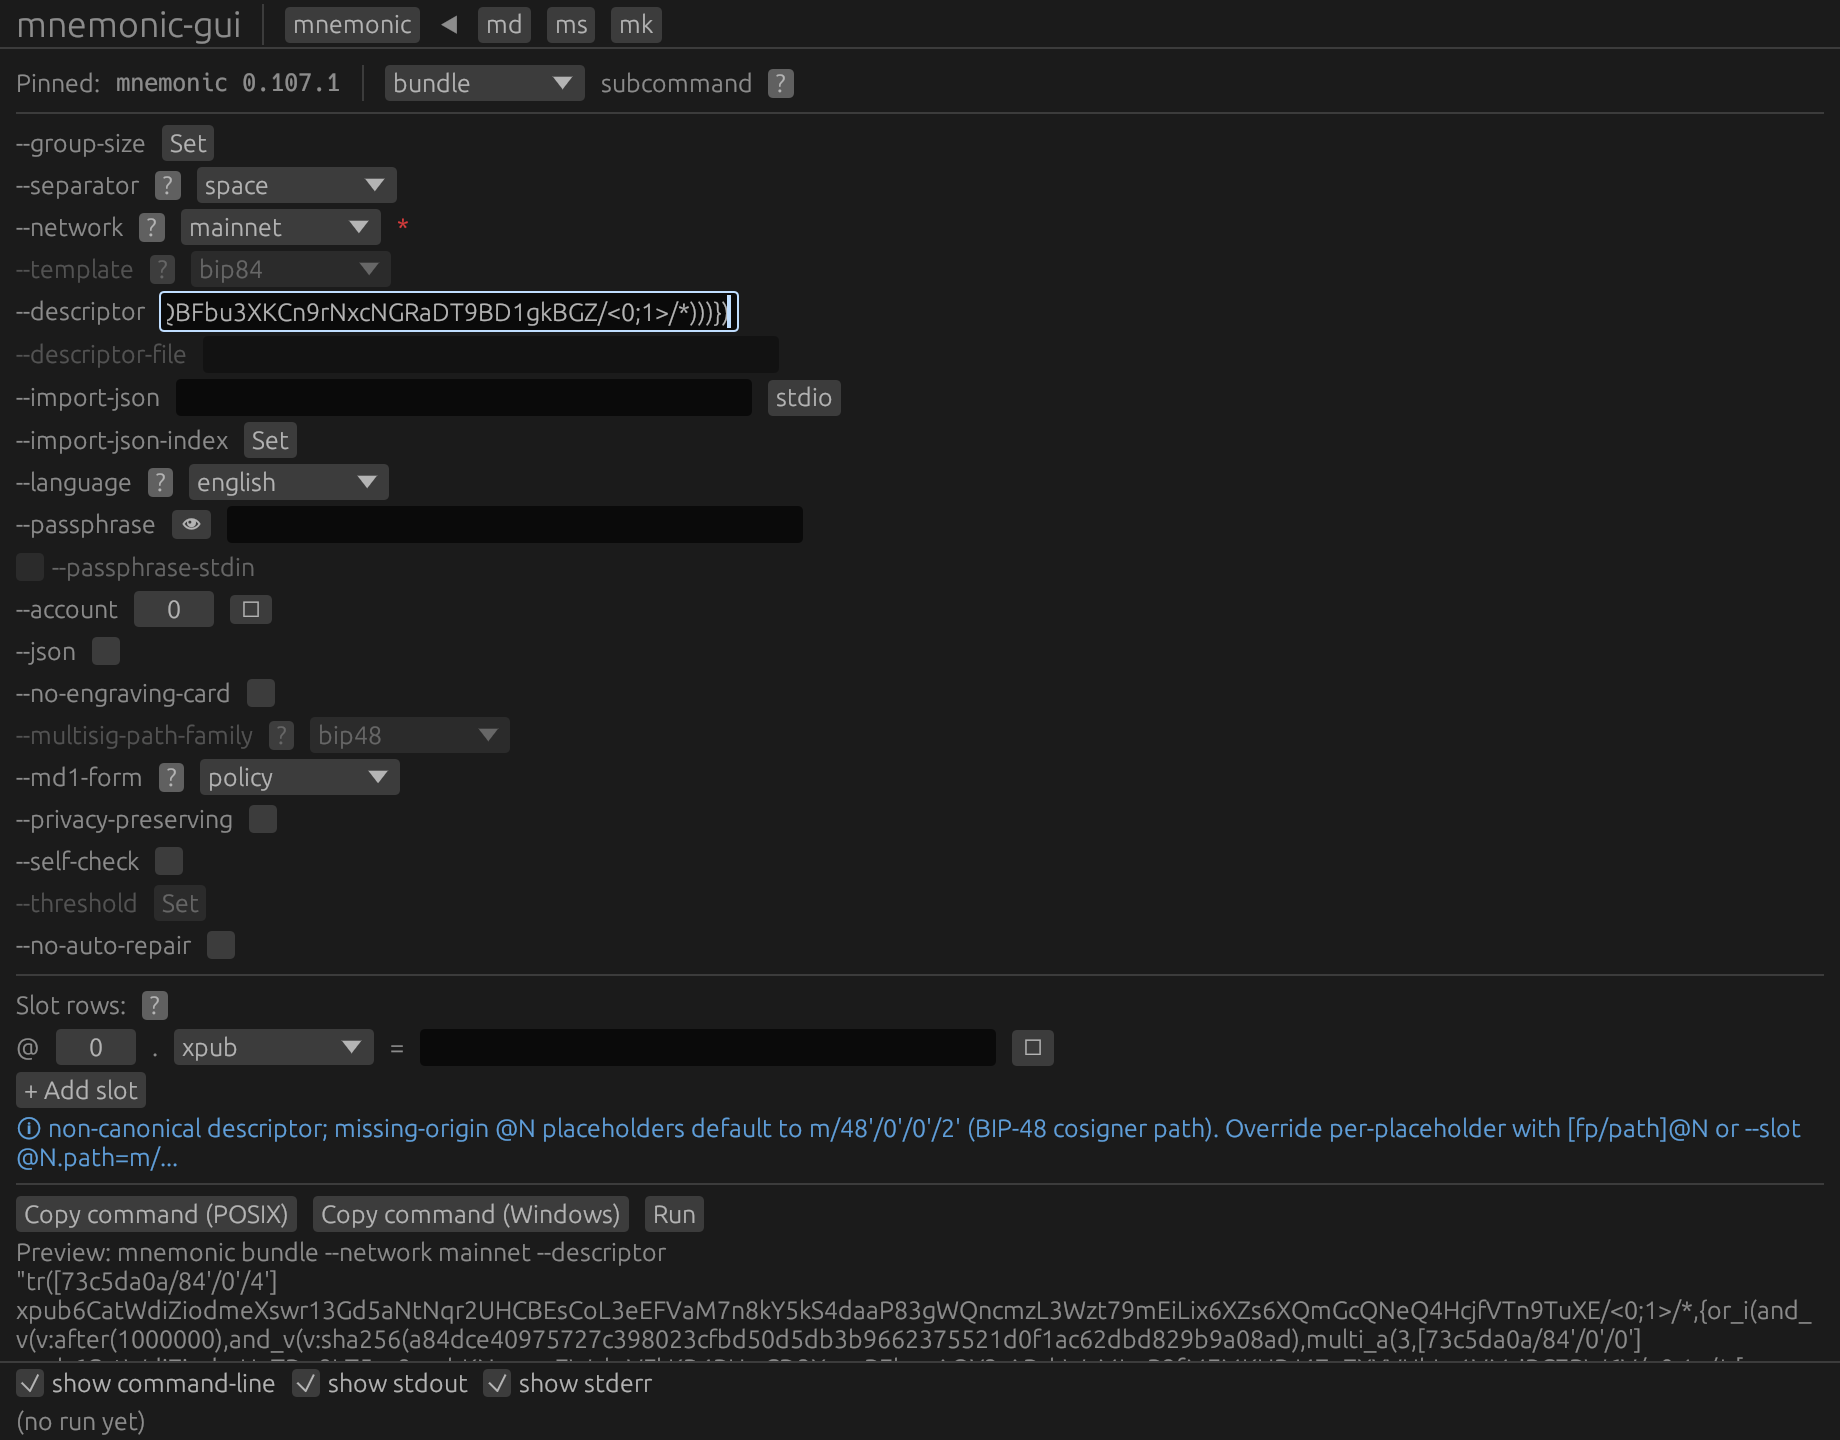 mnemonic-gui mnemonic ◀ md ms mk
Pinned: mnemonic 0.107.1 bundle ▼ subcommand ?
--group-size Set
--separator ? space ▼
--network ? mainnet ▼ *
--template ? bip84 ▼
--descriptor QBFbu3XKCn9rNxcNGRaDT9BD1gkBGZ/<0;1>/*)))})
--descriptor-file
--import-json stdio
--import-json-index Set
--language ? english ▼
--passphrase
--passphrase-stdin
--account 0
--json
--no-engraving-card
--multisig-path-family ? bip48 ▼
--md1-form ? policy ▼
--privacy-preserving
--self-check
--threshold Set
--no-auto-repair
Slot rows: ?
@ 0 . xpub ▼ =
+ Add slot
ⓘ non-canonical descriptor; missing-origin @N placeholders default to m/48'/0'/0'/2' (BIP-48 cosigner path). Override per-placeholder with [fp/path]@N or --slot
@N.path=m/...
Copy command (POSIX) Copy command (Windows) Run
Preview: mnemonic bundle --network mainnet --descriptor
"tr([73c5da0a/84'/0'/4']
xpub6CatWdiZiodmeXswr13Gd5aNtNqr2UHCBEsCoL3eEFVaM7n8kY5kS4daaP83gWQncmzL3Wzt79mEiLix6XZs6XQmGcQNeQ4HcjfVTn9TuXE/<0;1>/*,{or_i(and_
v(v:after(1000000),and_v(v:sha256(a84dce40975727c398023cfbd50d5db3b9662375521d0f1ac62dbd829b9a08ad),multi_a(3,[73c5da0a/84'/0'/0']
✓ show command-line ✓ show stdout ✓ show stderr
(no run yet)